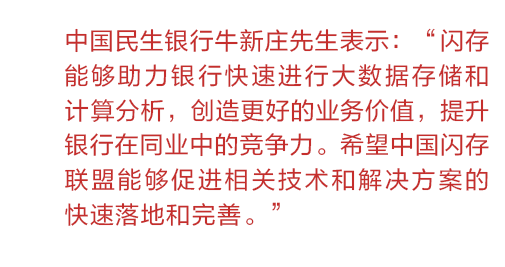 中国民生银行牛新庄先生表示：“闪存
能够助力银行快速进行大数据存储和
计算分析，创造更好的业务价值，提升
银行在同业中的竞争力。希望中国闪存
联盟能够促进相关技术和解决方案的
快速落地和完善。”